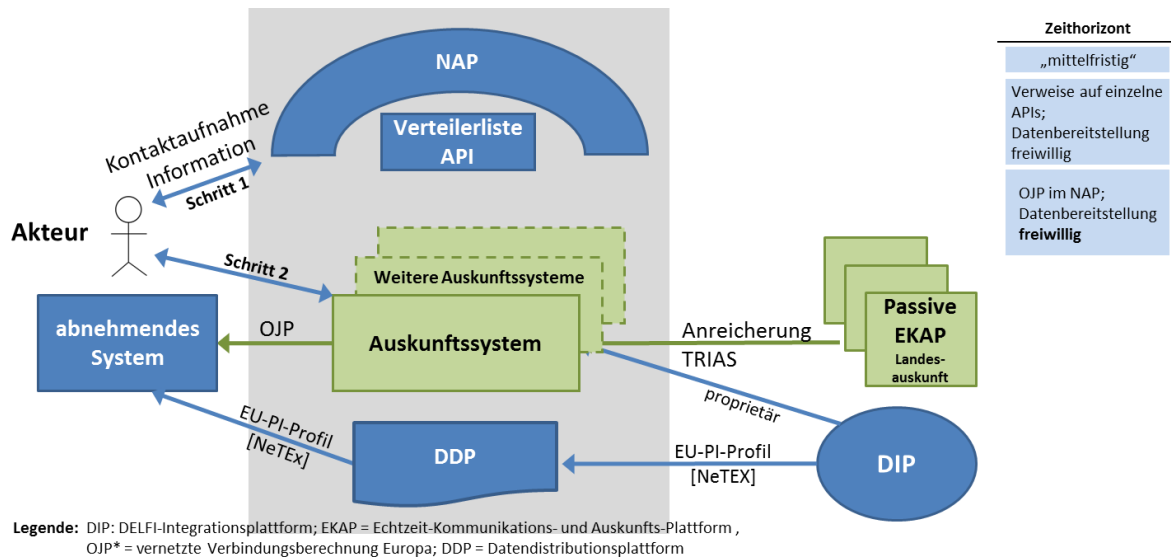 NAP
Verteilerliste
API
Kontaktaufnahme
Information
Schritt 1
Akteur
Schritt 2
Weitere Auskunftssysteme
abnehmendes
System
OJP
Auskunftssystem
Anreicherung
TRIAS
proprietär
Passive
EKAP
Landes-
auskunft
EU-PI-Profil
[NeTEx]
DDP
EU-PI-Profil
[NeTEX]
DIP
Zeithorizont
„mittelfristig“
Verweise auf einzelne
APIs;
Datenbereitstellung
freiwillig
OJP im NAP;
Datenbereitstellung
freiwillig
Legende: DIP: DELFI-Integrationsplattform; EKAP = Echtzeit-Kommunikations- und Auskunfts-Plattform ,
OJP* = vernetzte Verbindungsberechnung Europa; DDP = Datendistributionsplattform